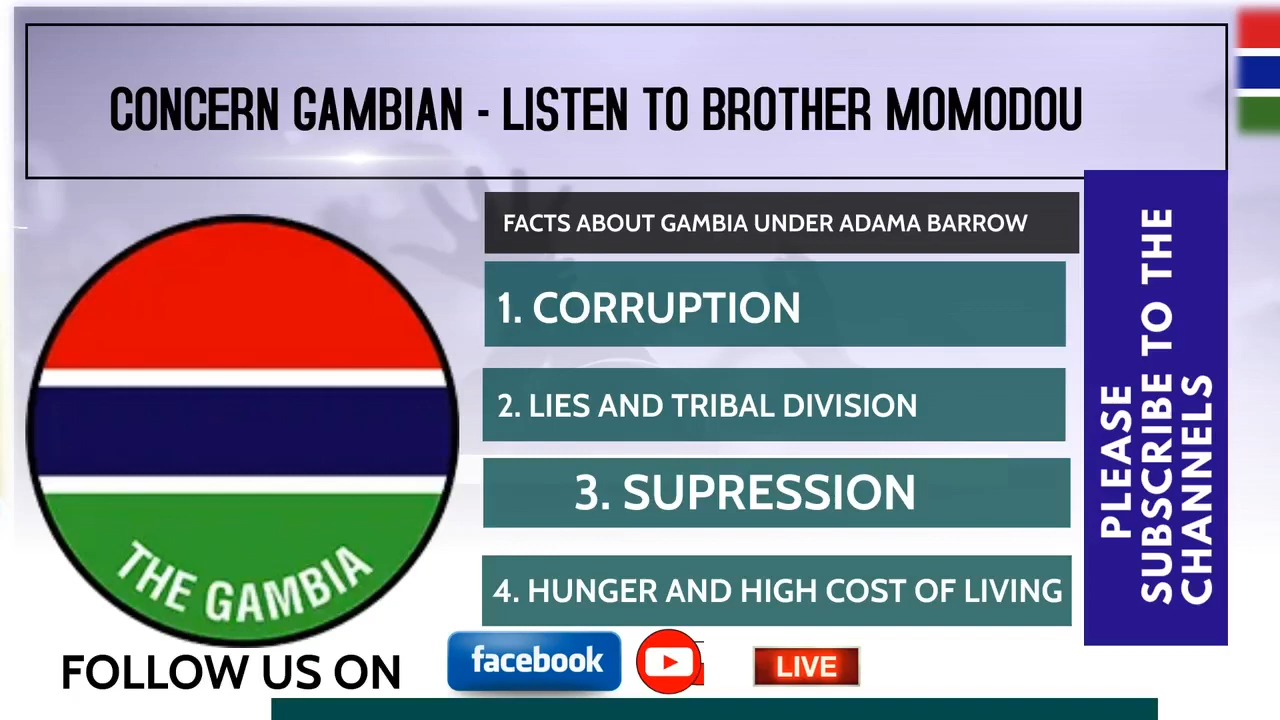 CONCERN GAMBIAN - LISTEN TO BROTHER MOMODOU
FACTS ABOUT GAMBIA UNDER ADAMA BARROW
1. CORRUPTION
2. LIES AND TRIBAL DIVISION
3. SUPRESSION
4. HUNGER AND HIGH COST OF LIVING
PLEASE
SUBSCRIBE TO THE
CHANNELS
THE GAMBIA
FOLLOW US ON
facebook
LIVE